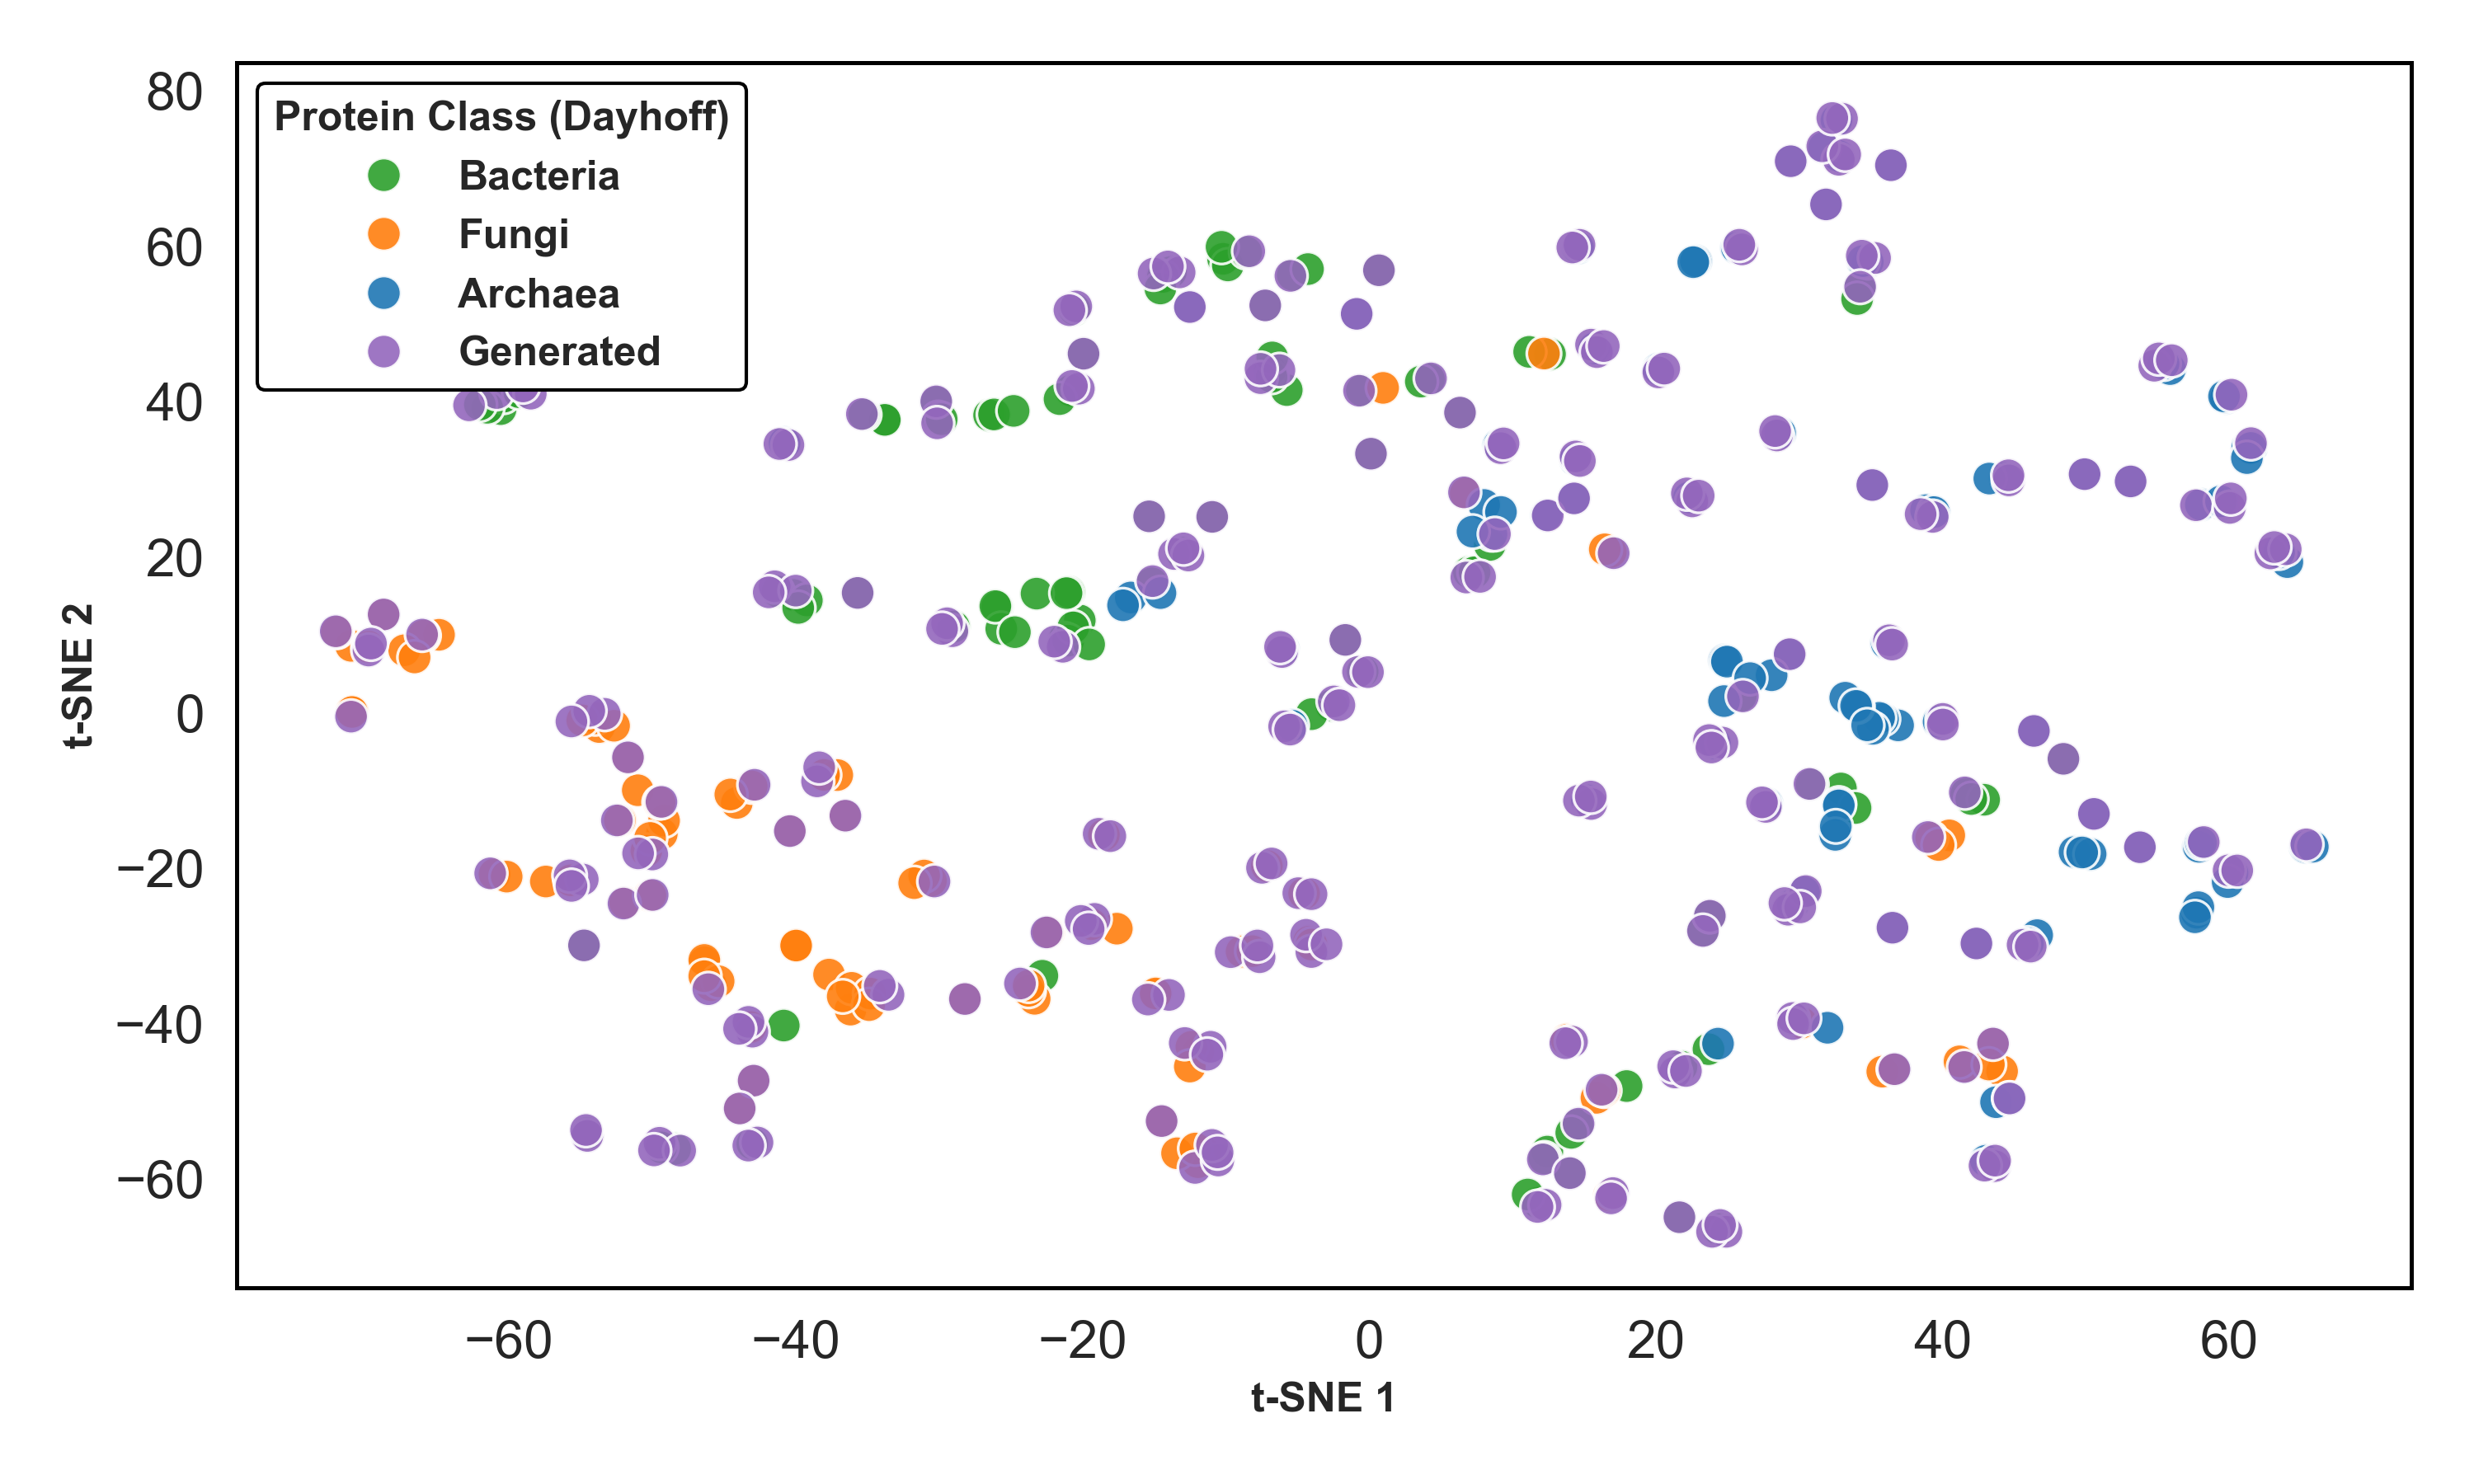 Protein Class (Dayhoff)
Bacteria
Fungi
Archaea
Generated
80
60
40
20
0
−20
−40
−60
t-SNE 2
−60 −40 −20 0 20 40 60
t-SNE 1